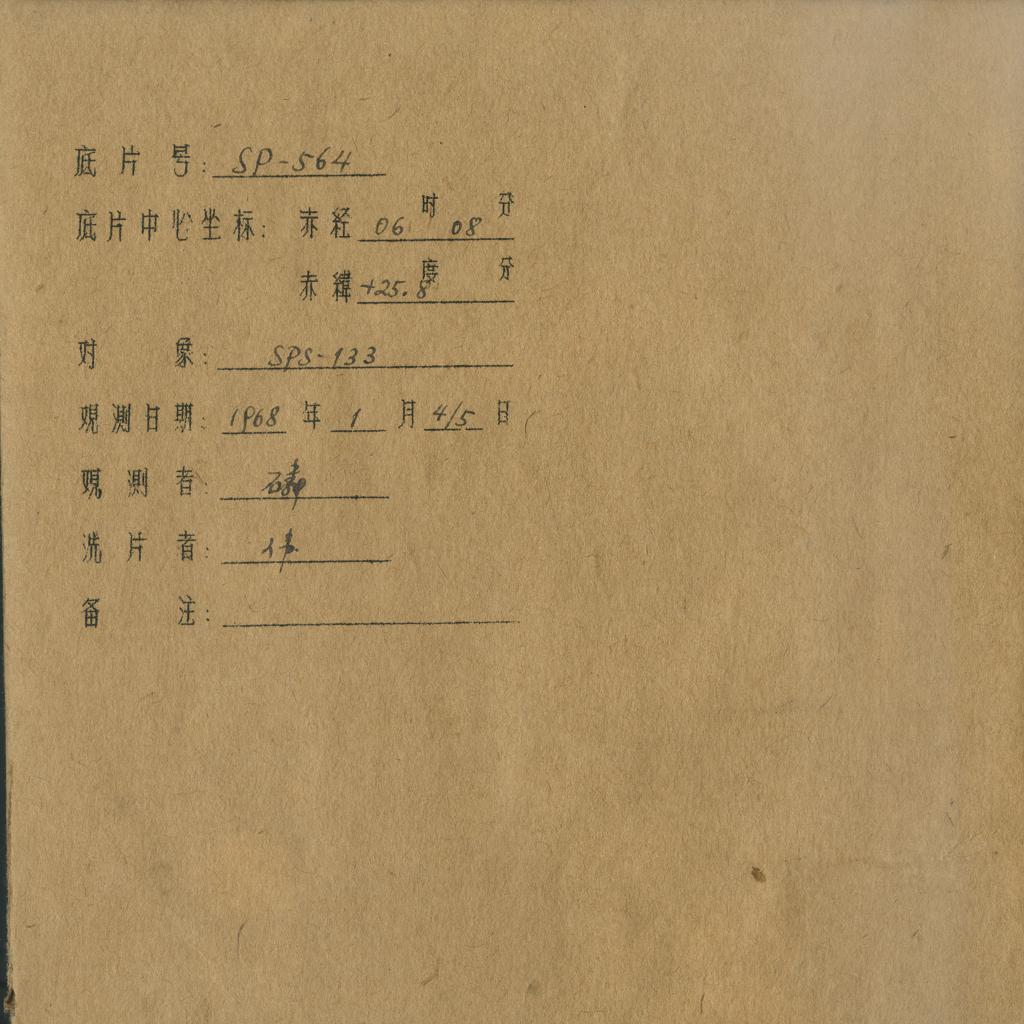 底片号: SP-564
底片中心坐标: 赤经 06 时 08 分
赤緯 +25.8 度 分
对 象: SPS-133
观测日期: 1968 年 1 月 4/5 日
观测者:
洗片者:
备 注: